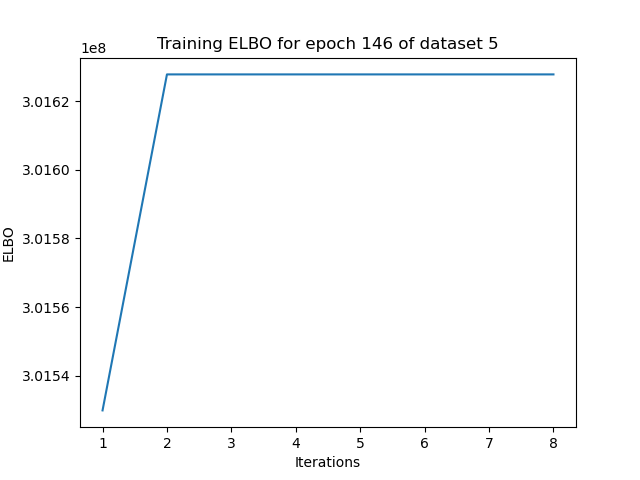 Training ELBO for epoch 146 of dataset 5
1e8
3.0162
3.0160
3.0158
3.0156
3.0154
ELBO
1 2 3 4 5 6 7 8
Iterations